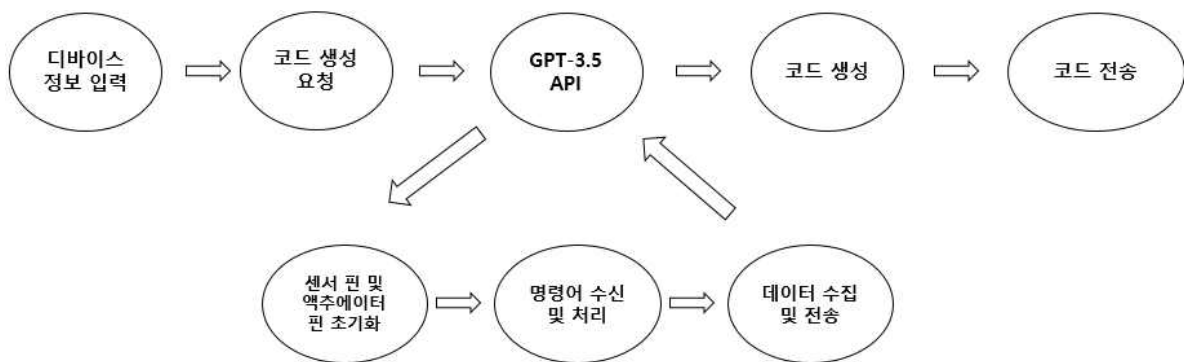 디바이스
정보 입력
코드 생성
요청
GPT-3.5
API
코드 생성
코드 전송
센서 핀 및
액추에이터
핀 초기화
명령어 수신
및 처리
데이터 수집
및 전송